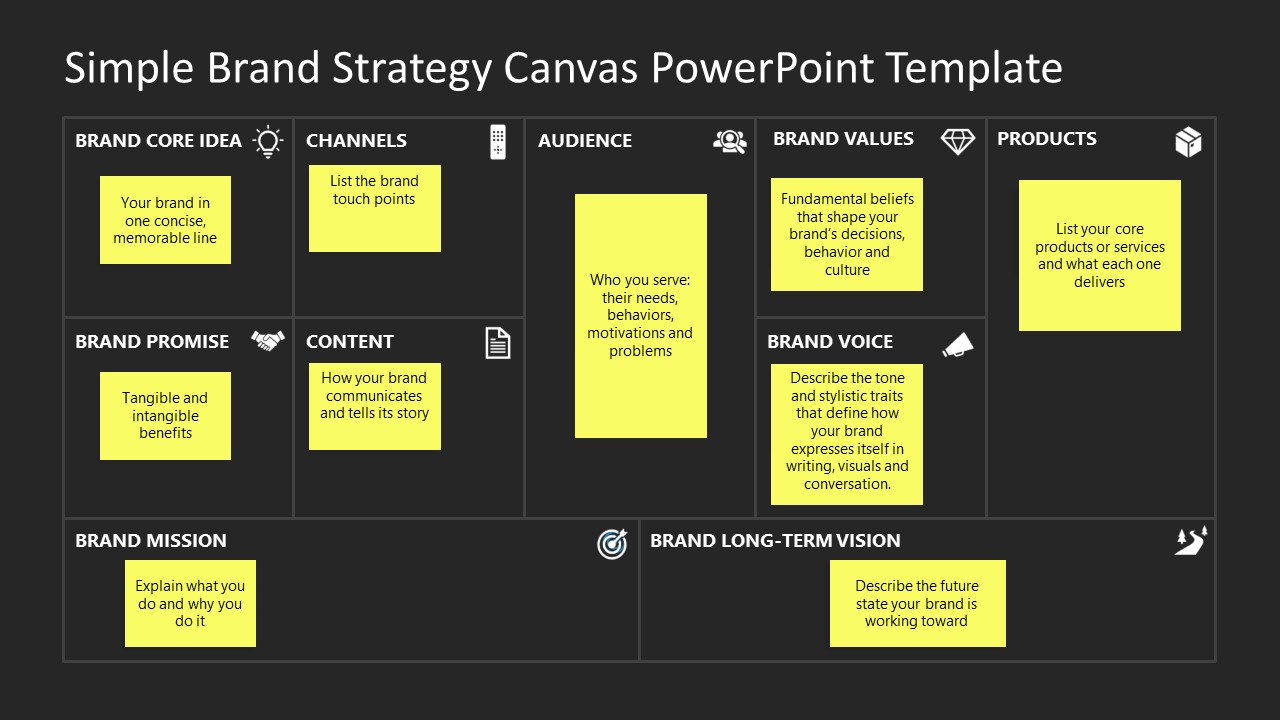 Simple Brand Strategy Canvas PowerPoint Template
BRAND CORE IDEA
Your brand in
one concise,
memorable line
CHANNELS
List the brand
touch points
AUDIENCE
Who you serve:
their needs,
behaviors,
motivations and
problems
BRAND VALUES
Fundamental beliefs
that shape your
brand’s decisions,
behavior and
culture
PRODUCTS
List your core
products or services
and what each one
delivers
BRAND PROMISE
Tangible and
intangible
benefits
CONTENT
How your brand
communicates
and tells its story
BRAND VOICE
Describe the tone
and stylistic traits
that define how
your brand
expresses itself in
writing, visuals and
conversation.
BRAND MISSION
Explain what you
do and why you
do it
BRAND LONG-TERM VISION
Describe the future
state your brand is
working toward